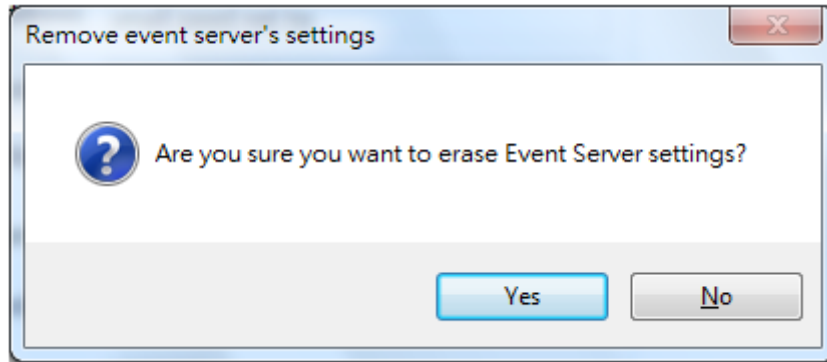 Remove event server's settings
Are you sure you want to erase Event Server settings?
Yes
No